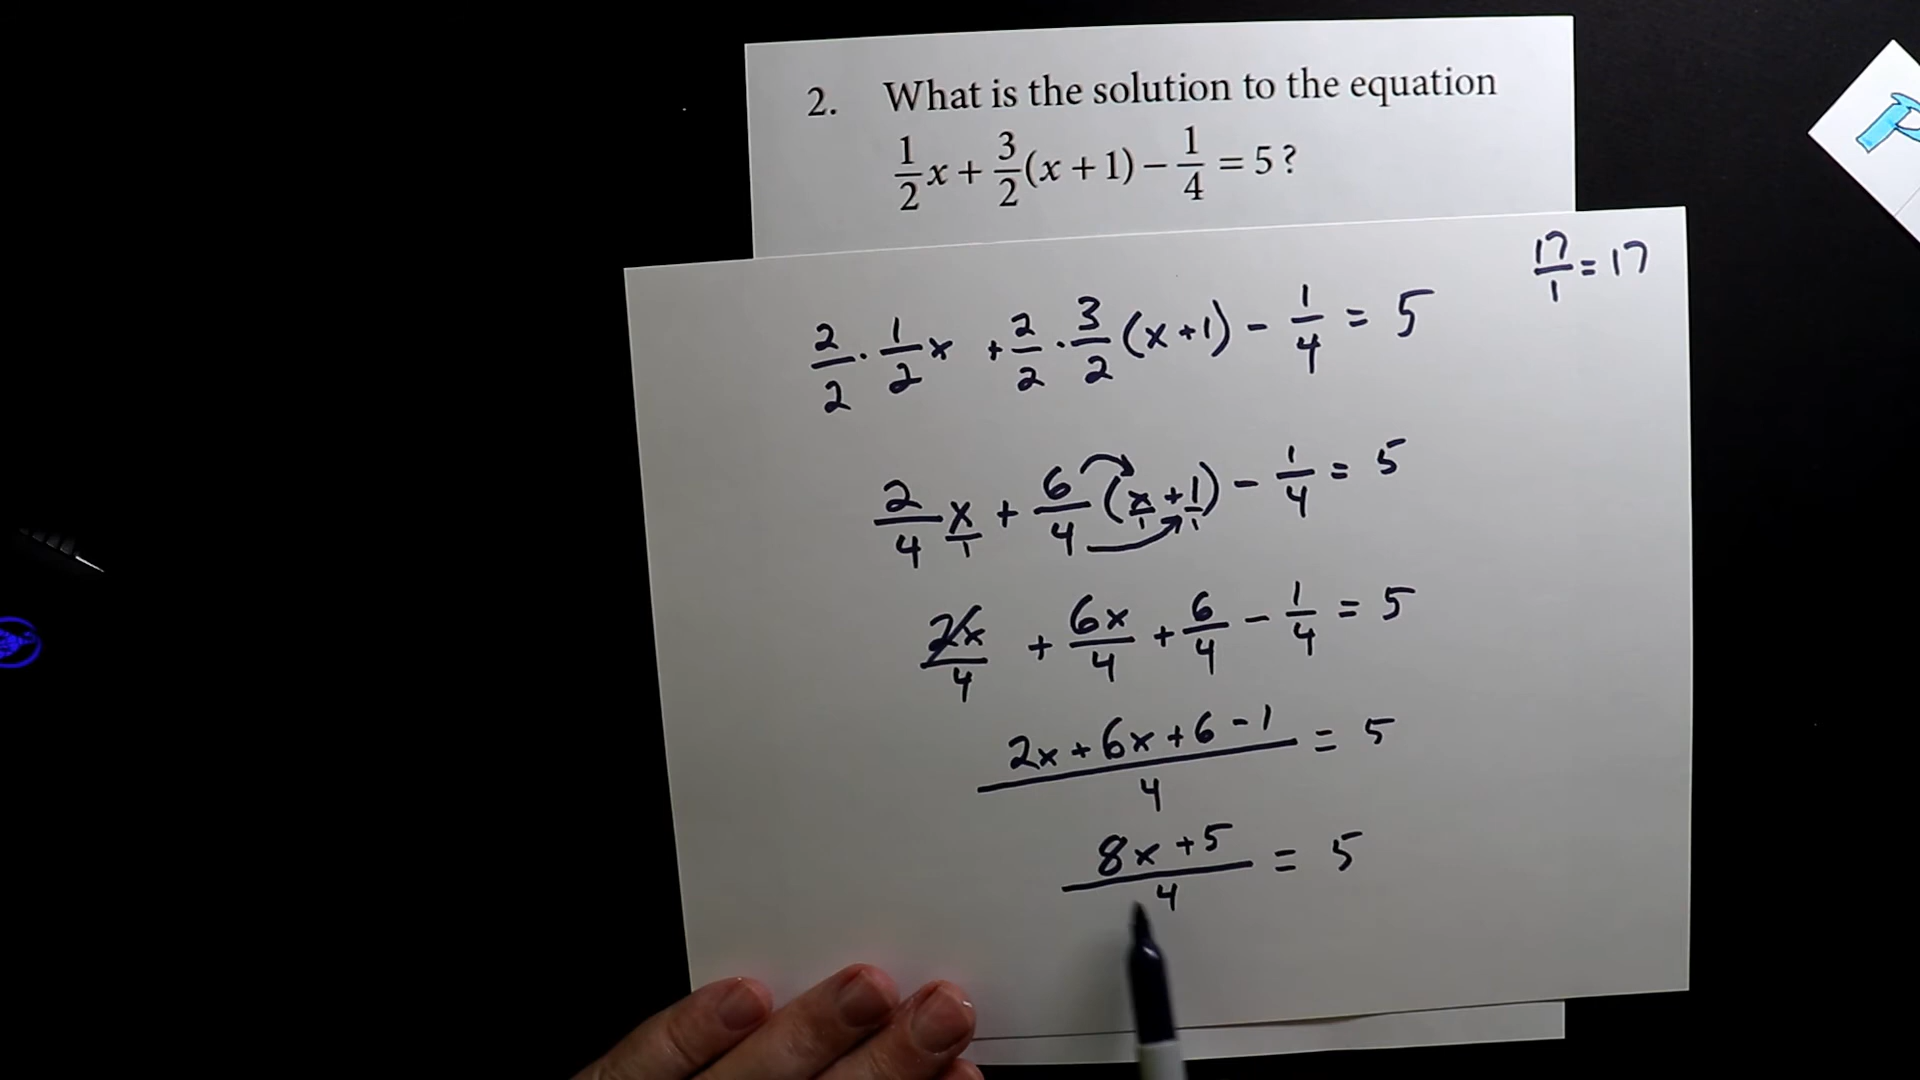 2. What is the solution to the equation
1/2 x + 3/2 (x + 1) − 1/4 = 5?
17/1 = 17
2/2 · 1/2 x + 2/2 · 3/2 (x + 1) - 1/4 = 5
2/4 x/1 + 6/4 (x/1 + 1/1) - 1/4 = 5
2x/4 + 6x/4 + 6/4 - 1/4 = 5
2x + 6x + 6 - 1 / 4 = 5
8x + 5 / 4 = 5